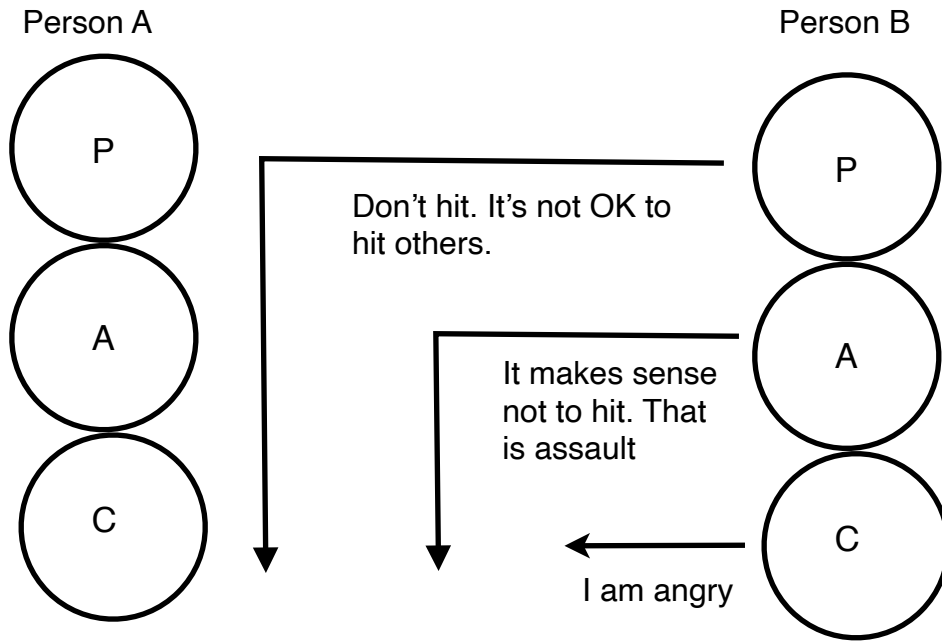 Person A
Person B
P
P
Don’t hit. It’s not OK to
hit others.
A
A
It makes sense
not to hit. That
is assault
C
C
I am angry